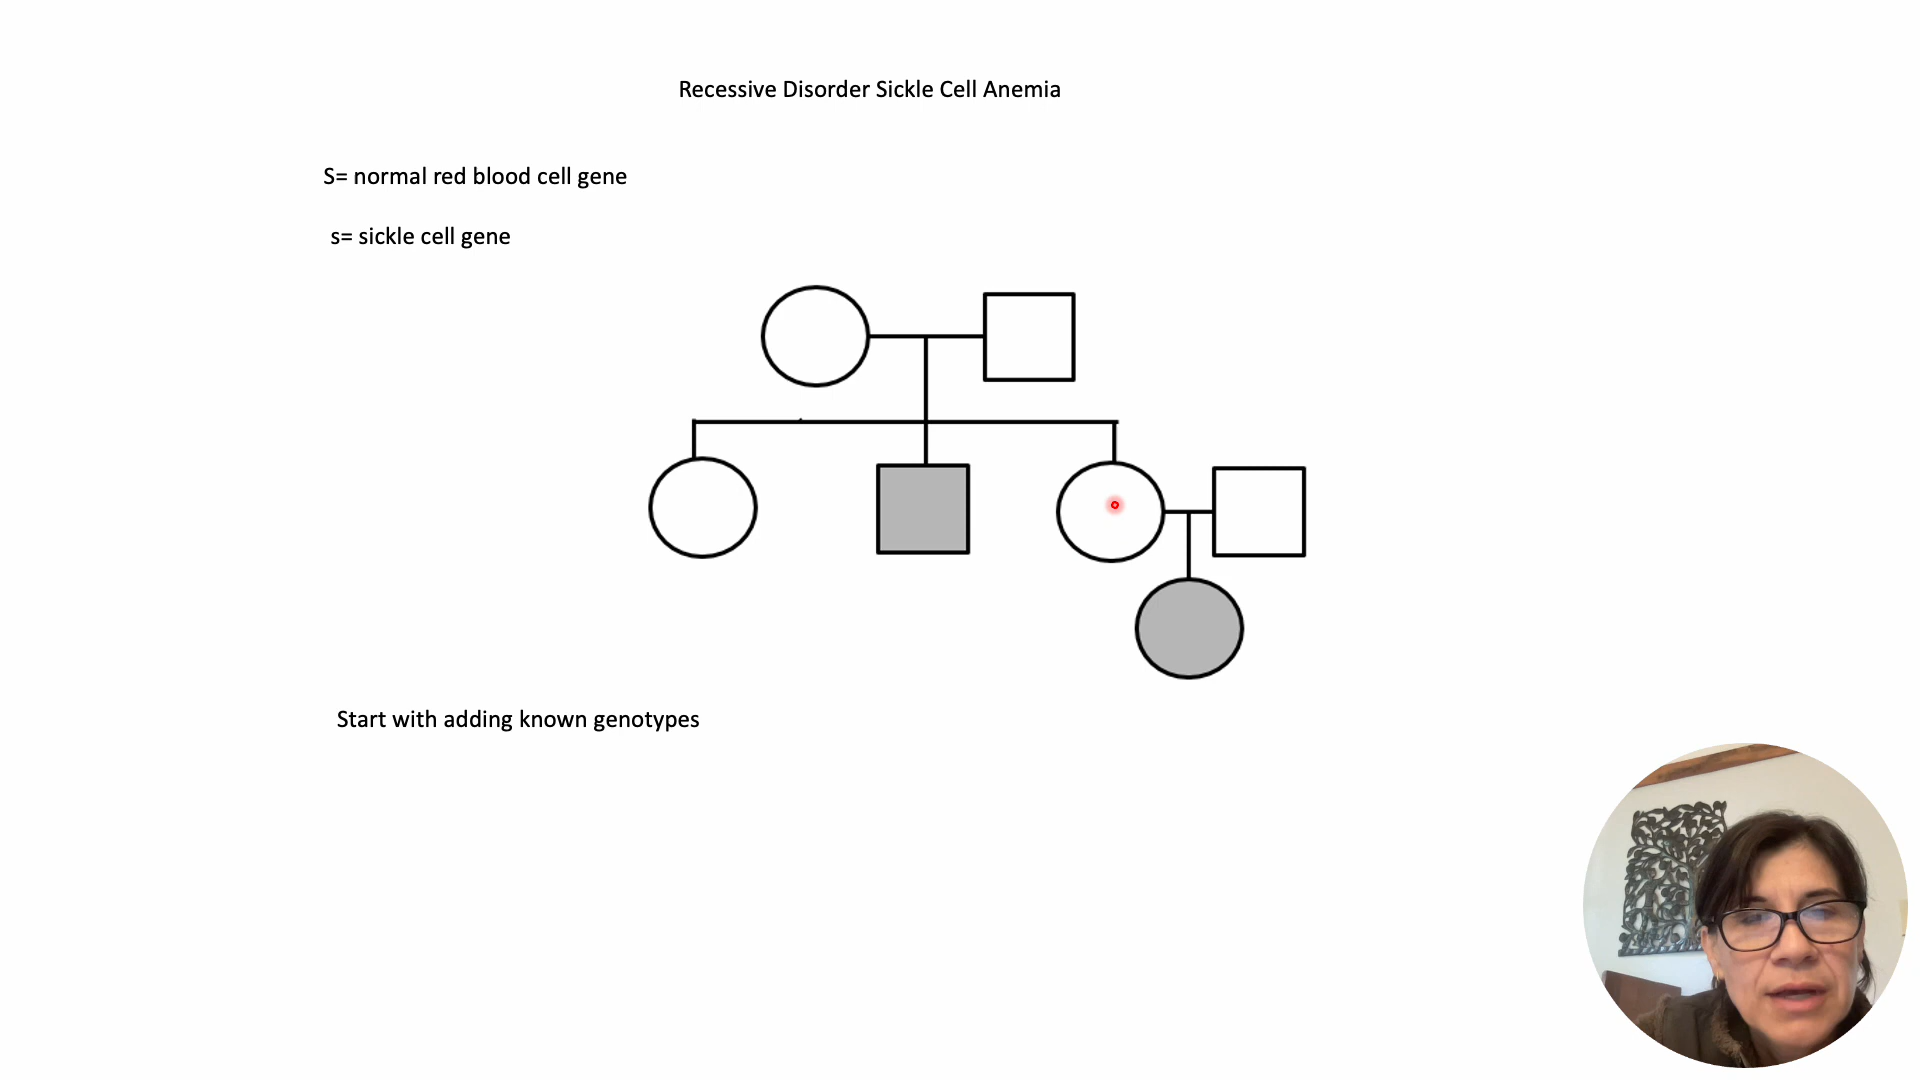 Recessive Disorder Sickle Cell Anemia
S= normal red blood cell gene
s= sickle cell gene
Start with adding known genotypes